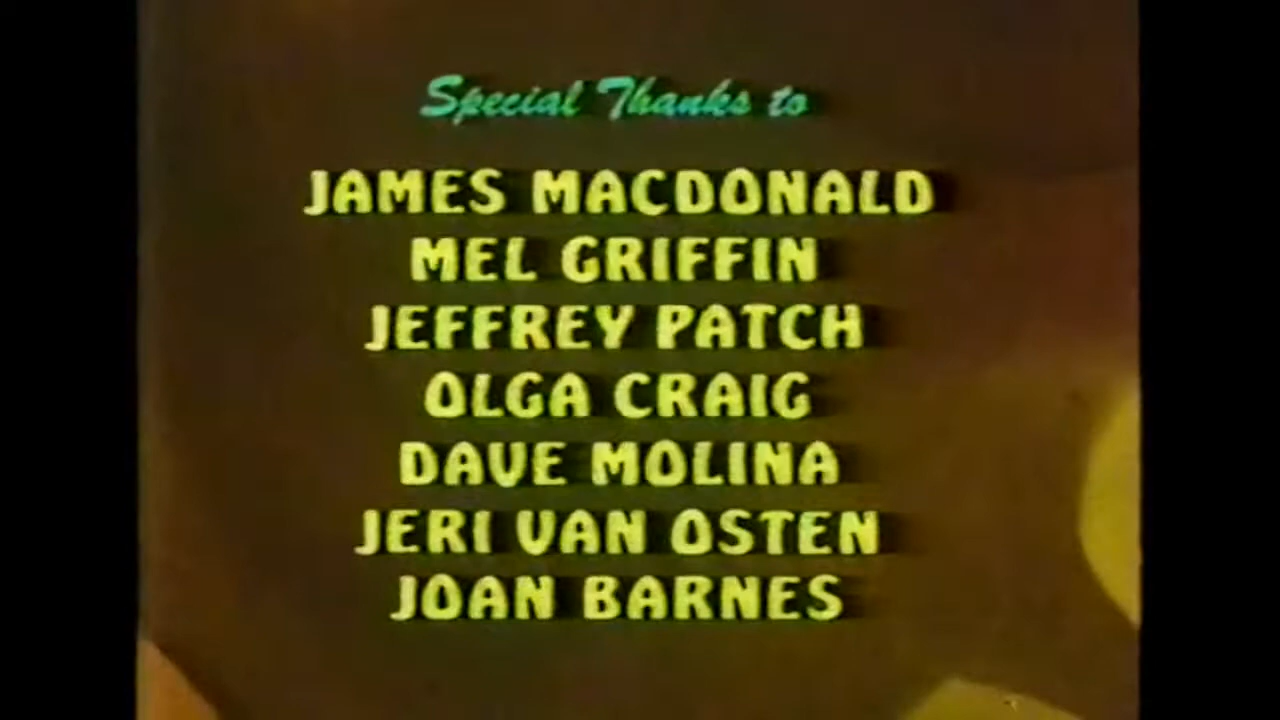 Special Thanks to
JAMES MACDONALD
MEL GRIFFIN
JEFFREY PATCH
OLGA CRAIG
DAVE MOLINA
JERI VAN OSTEN
JOAN BARNES